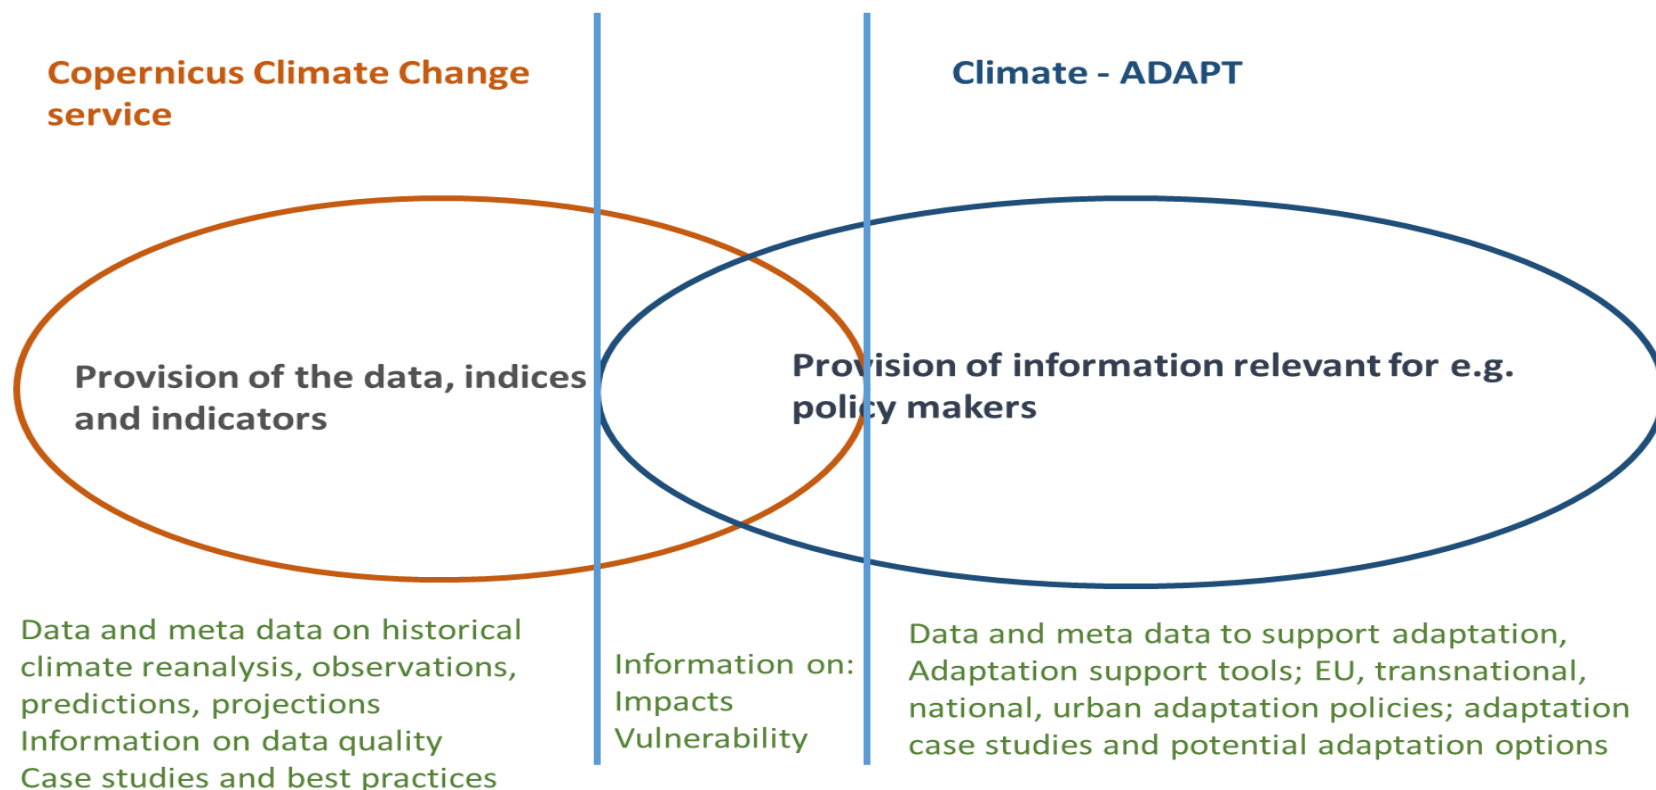 Copernicus Climate Change
service
Climate - ADAPT
Provision of the data, indices
and indicators
Provision of information relevant for e.g.
policy makers
Data and meta data on historical
climate reanalysis, observations,
predictions, projections
Information on data quality
Case studies and best practices
Information on:
Impacts
Vulnerability
Data and meta data to support adaptation,
Adaptation support tools; EU, transnational,
national, urban adaptation policies; adaptation
case studies and potential adaptation options